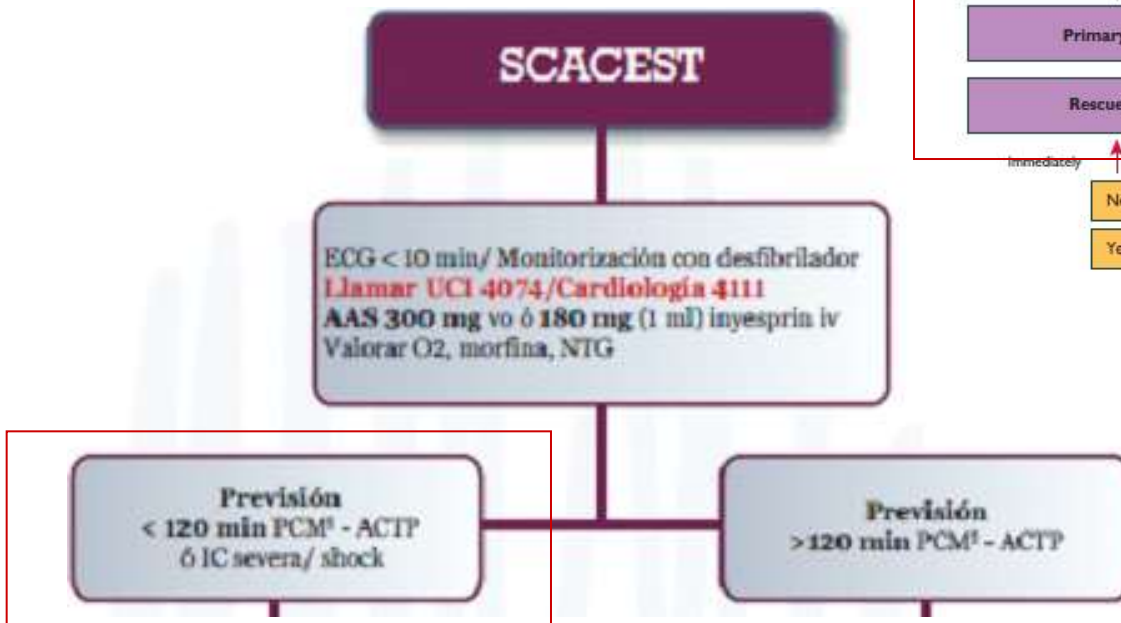 SCACEST
ECG < 10 min/ Monitorización con desfibrilador
Llamar UCI 4074/Cardiología 4111
AAS 300 mg vo ó 180 mg (1 ml) inyesprin iv
Valorar O2, morfina, NTG
Previsión
< 120 min PCM - ACTP
ó IC severa/ shock
Previsión
>120 min PCM - ACTP
Primary
Rescue
Immediately
No
Ye